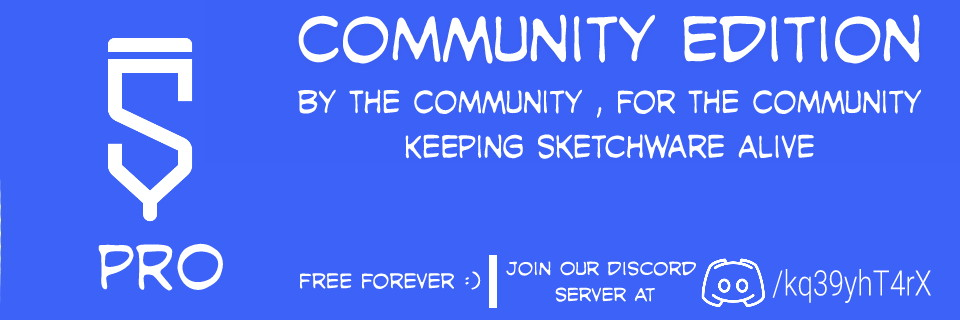 COMMUNITY EDITION
BY THE COMMUNITY , FOR THE COMMUNITY
KEEPING SKETCHWARE ALIVE
PRO
FREE FOREVER :)
JOIN OUR DISCORD
SERVER AT
/kq39yhT4rX